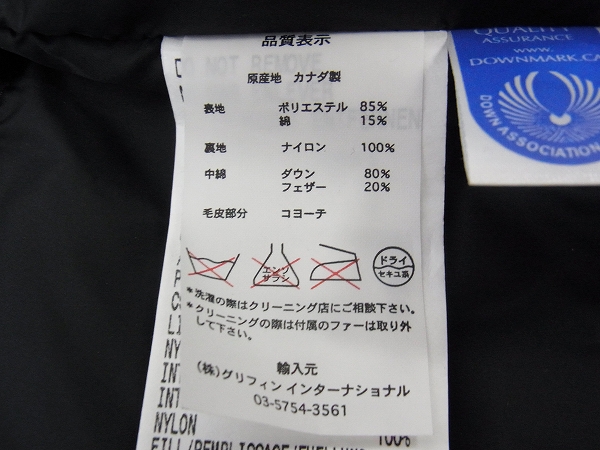 品質表示
DO NOT REMOVE
原産地 カナダ製
表地 ポリエステル 85%
綿 15%
裏地 ナイロン 100%
中綿 ダウン 80%
フェザー 20%
毛皮部分 コヨーテ
エンソ
サラシ
ドライ
セキユ系
*洗濯の際はクリーニング店にご相談下さい。
*クリーニングの際は付属のファーは取り外
して下さい。
輸入元
(株)グリフィン インターナショナル
03-5754-3561
NYLON 100%
FILL/REMPLISSAGE/
QUALITY
ASSURANCE
www.
DOWNMARK.CA
DOWN ASSOCIATION